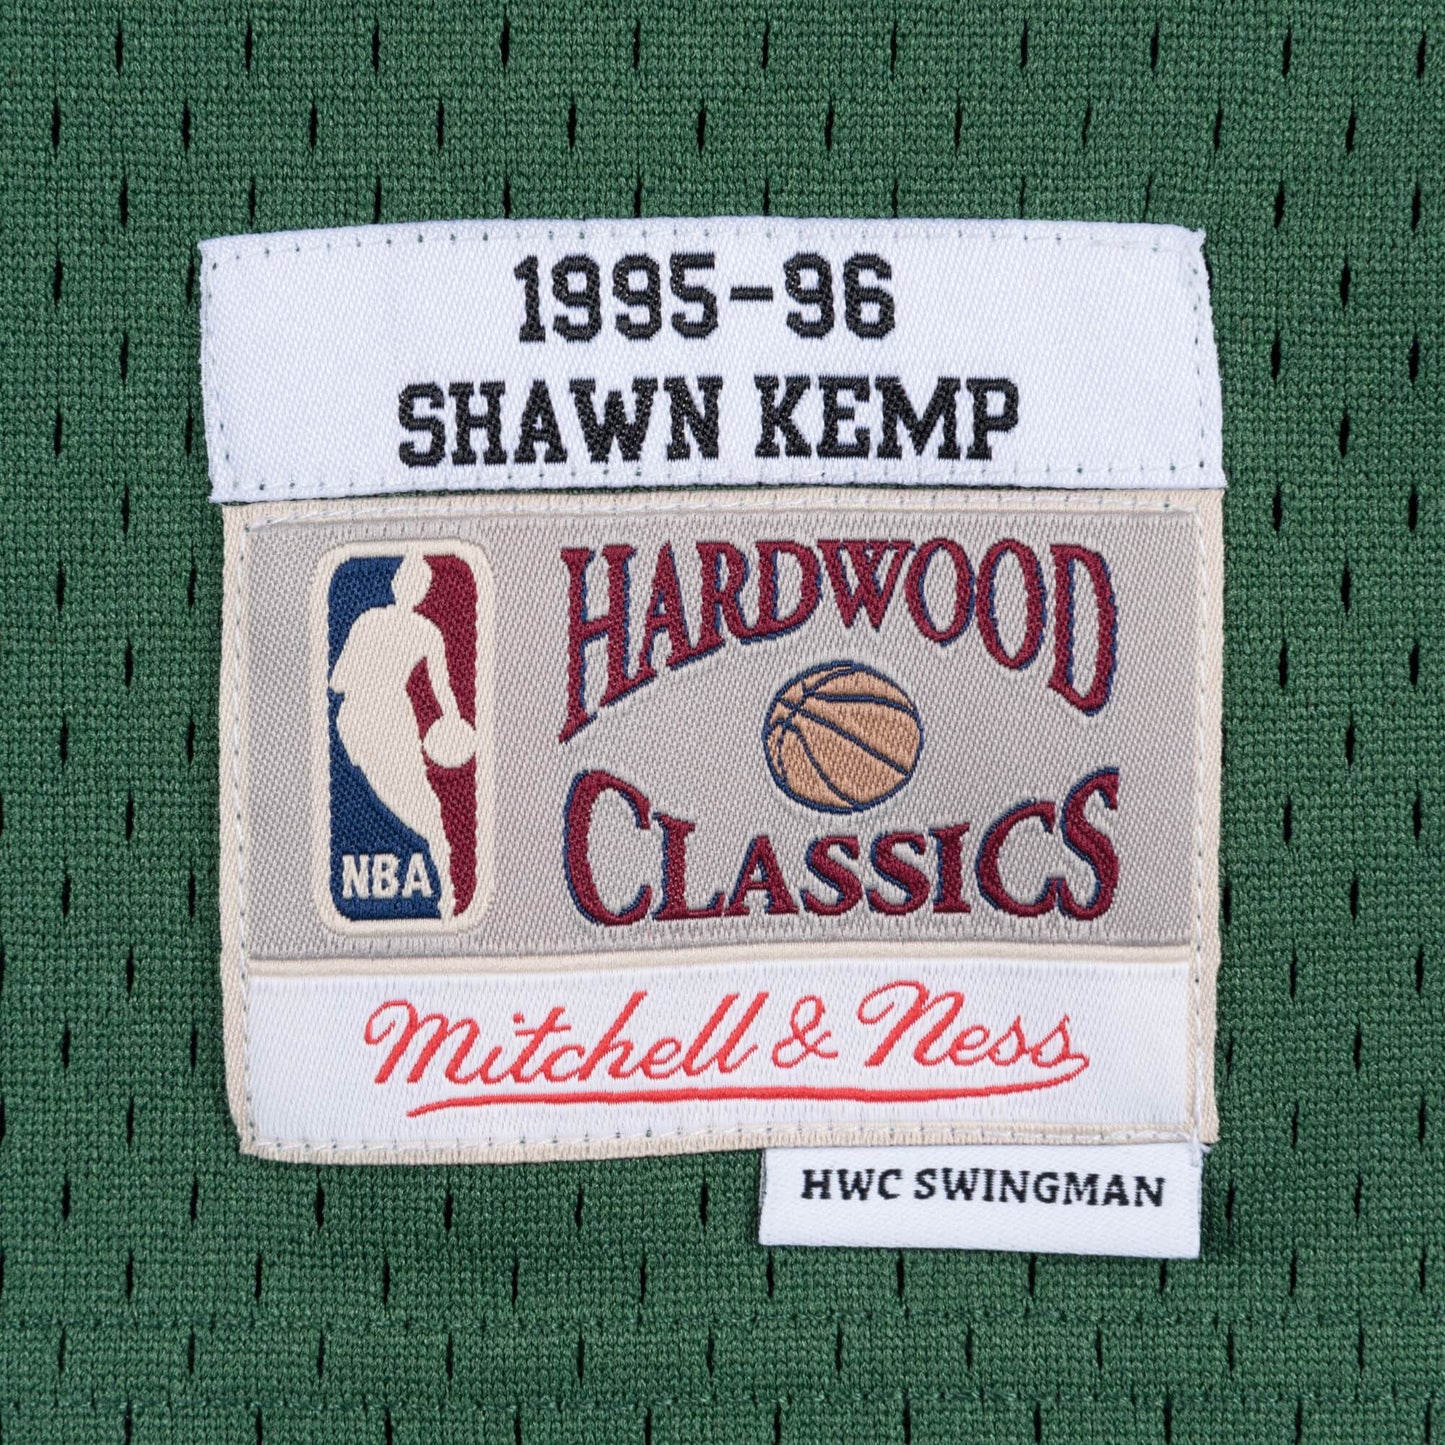 1995-96
SHAWN KEMP
HARDWOOD
CLASSICS
NBA
Mitchell & Ness
HWC SWINGMAN